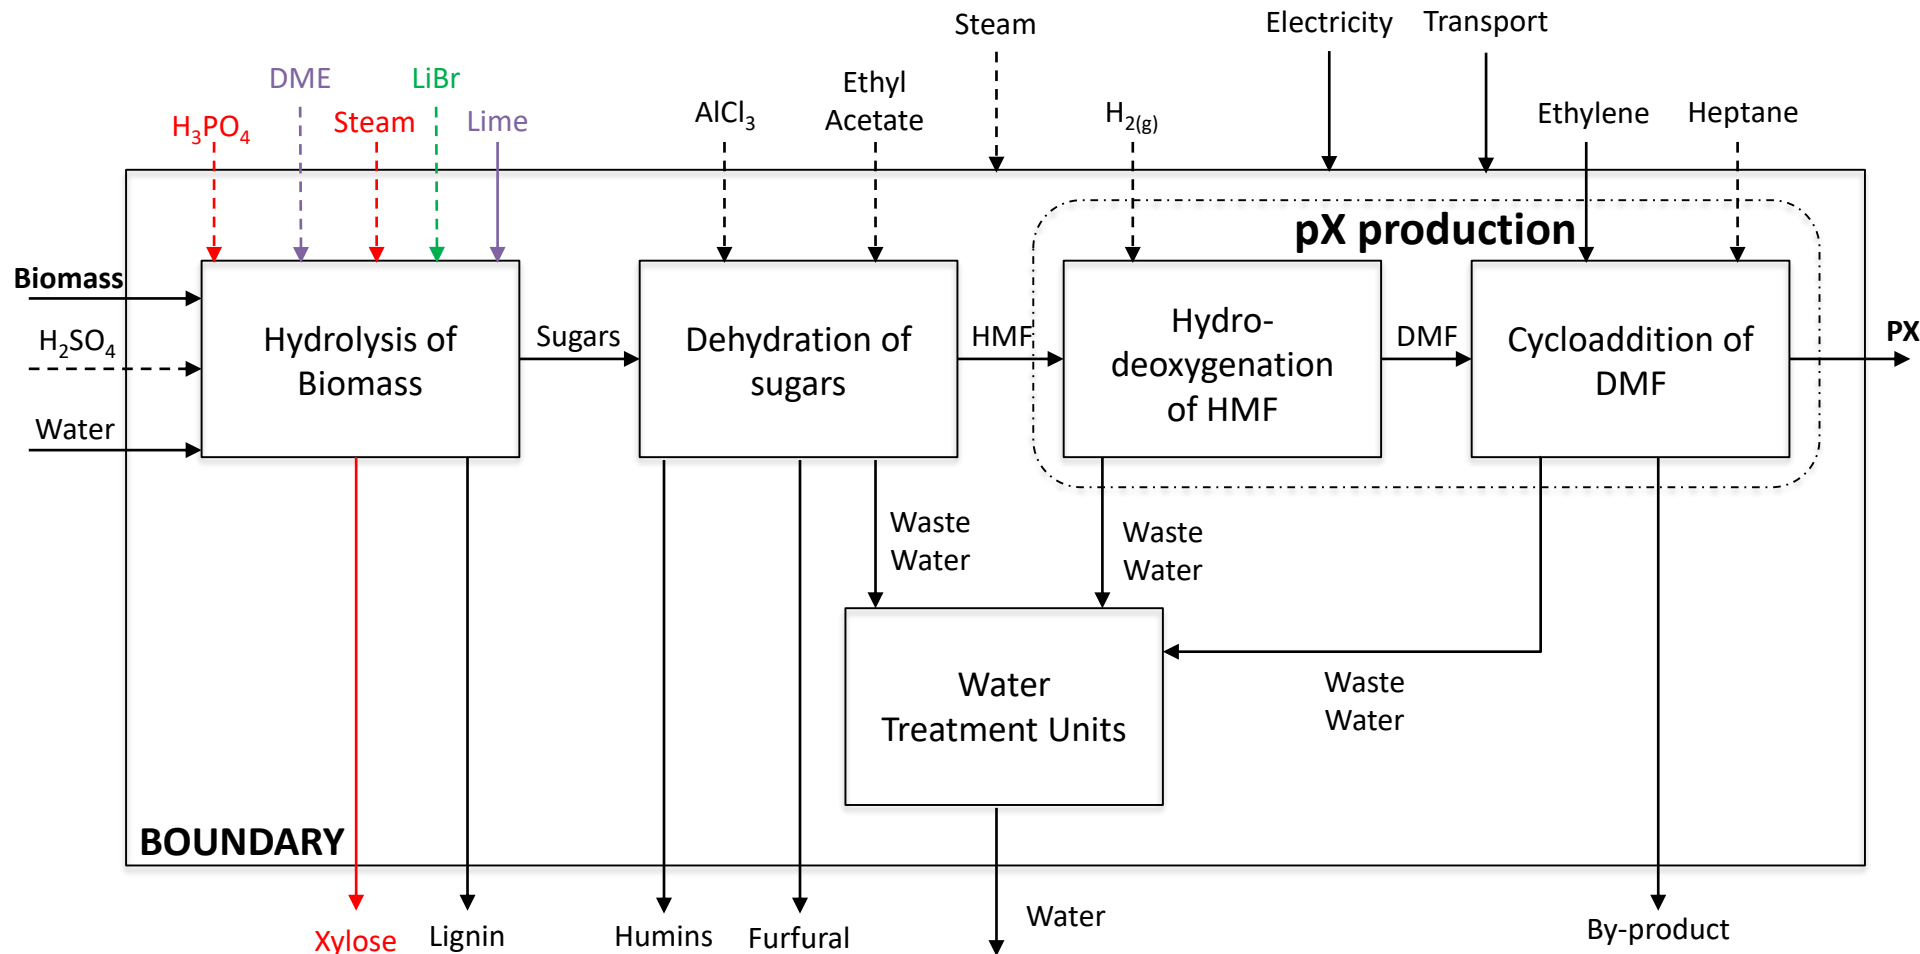 Steam
Electricity
Transport
DME
LiBr
Ethyl
Acetate
H₃PO₄
Steam
Lime
AlCl₃
H₂₍g₎
Ethylene
Heptane
pX production
Biomass
H₂SO₄
Water
Hydrolysis of
Biomass
Sugars
Dehydration of
sugars
HMF
Hydro-
deoxygenation
of HMF
DMF
Cycloaddition of
DMF
PX
Waste
Water
Waste
Water
Waste
Water
Water
Treatment Units
BOUNDARY
Xylose
Lignin
Humins
Furfural
Water
By-product